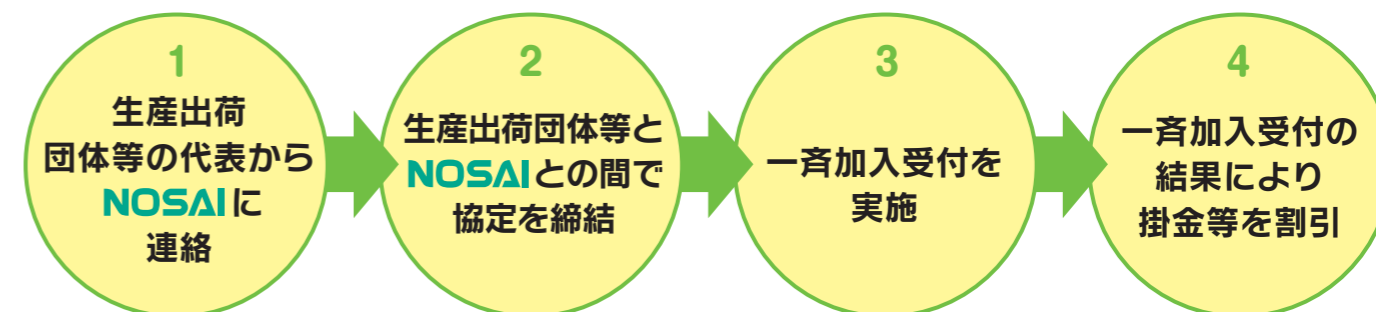 1
生産出荷
団体等の代表から
NOSAIに
連絡
2
生産出荷団体等と
NOSAIとの間で
協定を締結
3
一斉加入受付を
実施
4
一斉加入受付の
結果により
掛金等を割引